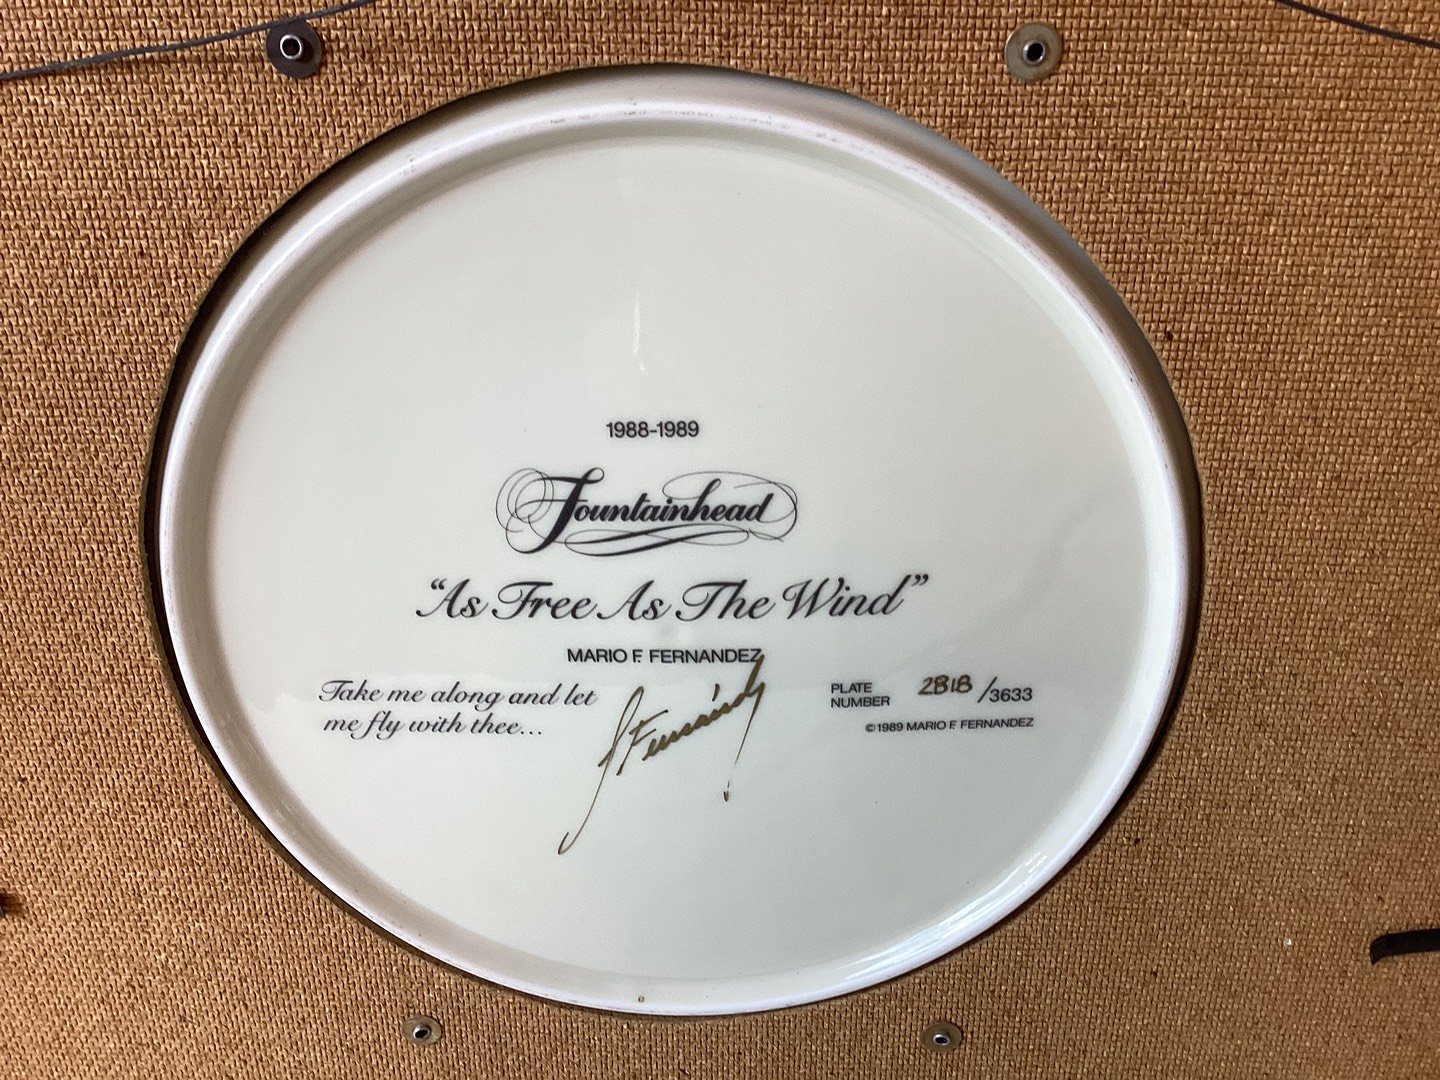 1988-1989
Fountainhead
“As Free As The Wind”
MARIO F. FERNANDEZ
Take me along and let
me fly with thee...
PLATE
NUMBER 2818/3633
©1989 MARIO F. FERNANDEZ